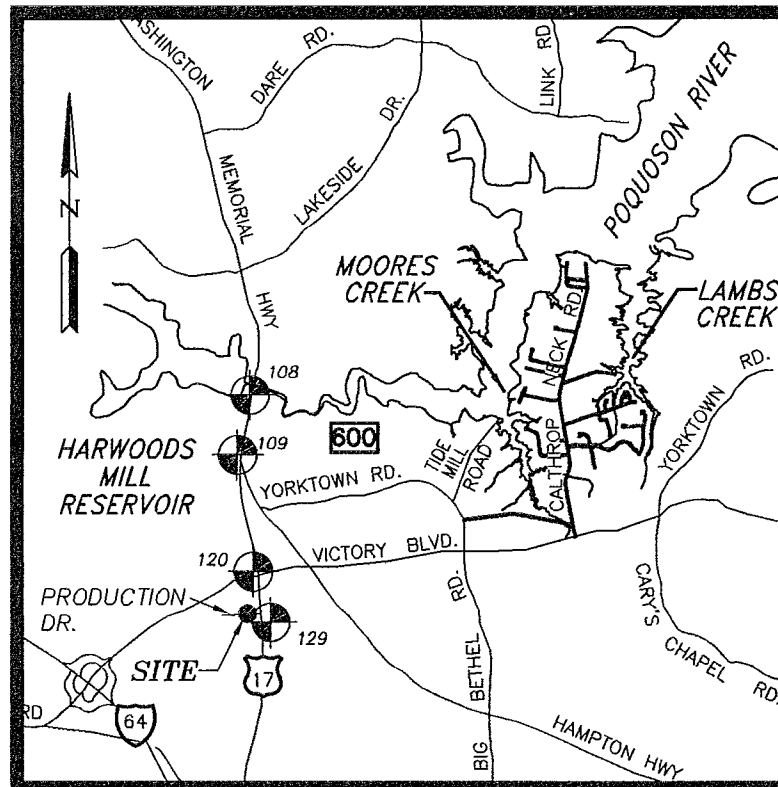 ASHINGTON
MEMORIAL
HWY
DARE RD.
LINK RD
LAKESIDE DR.
POQUOSON RIVER
N
MOORES
CREEK
LAMBS
CREEK
CALTHROP NECK RD.
108
109
600
HARWOODS
MILL
RESERVOIR
TIDE
MILL
ROAD
YORKTOWN RD.
YORKTOWN RD.
VICTORY BLVD.
120
PRODUCTION
DR.
129
SITE
17
64
RD
BIG BETHEL RD.
CARY'S
CHAPEL RD.
HAMPTON HWY